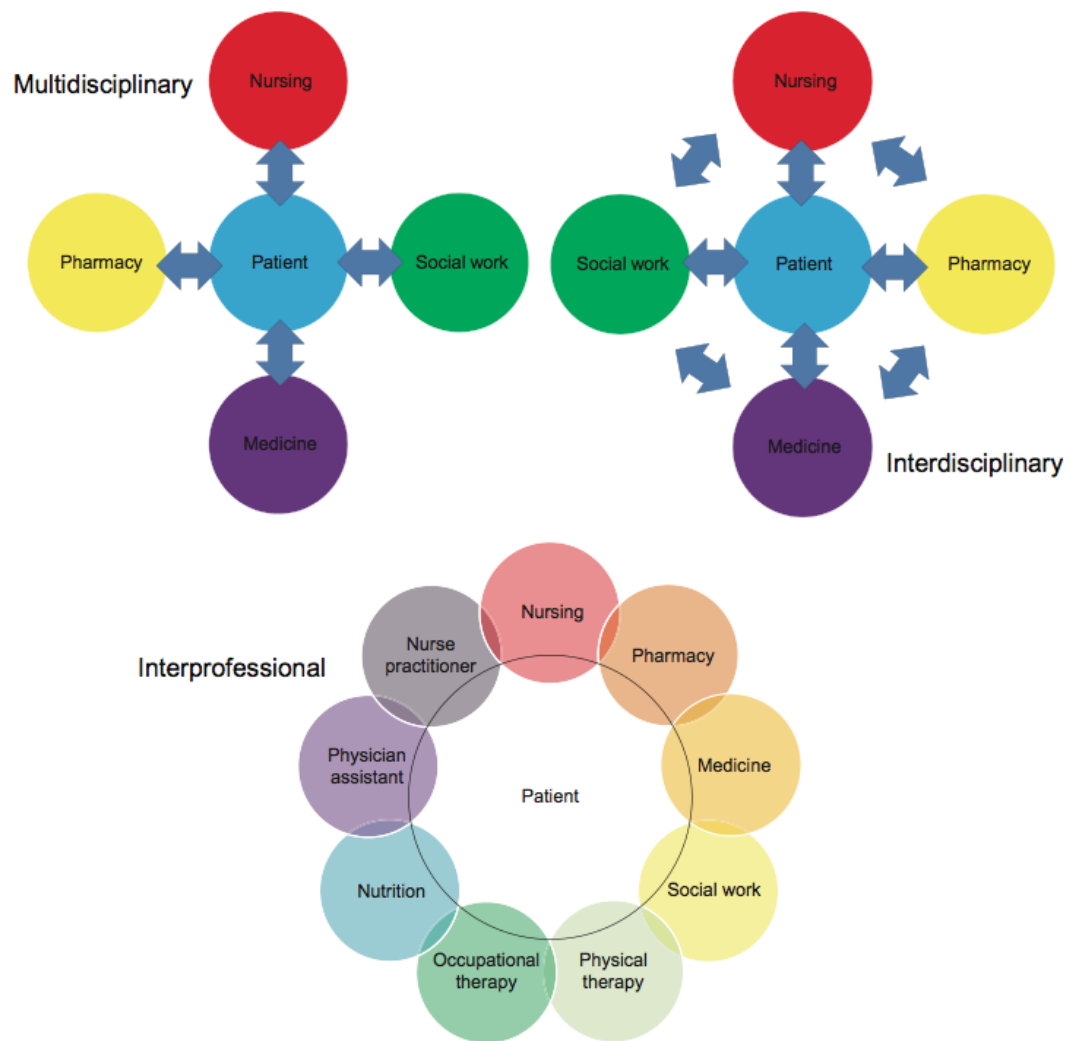 Multidisciplinary
Nursing
Pharmacy
Patient
Social work
Medicine
Nursing
Social work
Patient
Pharmacy
Medicine
Interdisciplinary
Interprofessional
Nursing
Nurse
practitioner
Pharmacy
Physician
assistant
Medicine
Patient
Nutrition
Social work
Occupational
therapy
Physical
therapy